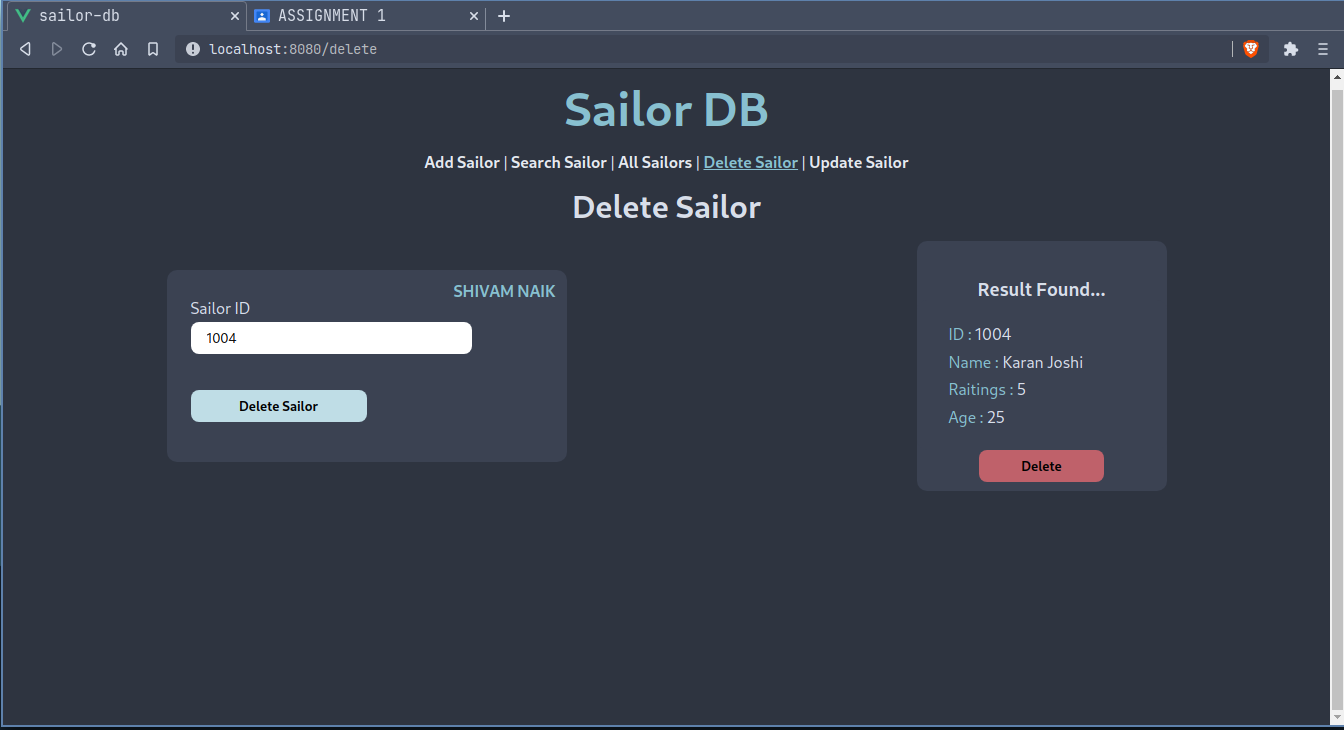 sailor-db
ASSIGNMENT 1
localhost:8080/delete
Sailor DB
Add Sailor | Search Sailor | All Sailors | Delete Sailor | Update Sailor
Delete Sailor
SHIVAM NAIK
Sailor ID
1004
Delete Sailor
Result Found...
ID : 1004
Name : Karan Joshi
Raitings : 5
Age : 25
Delete